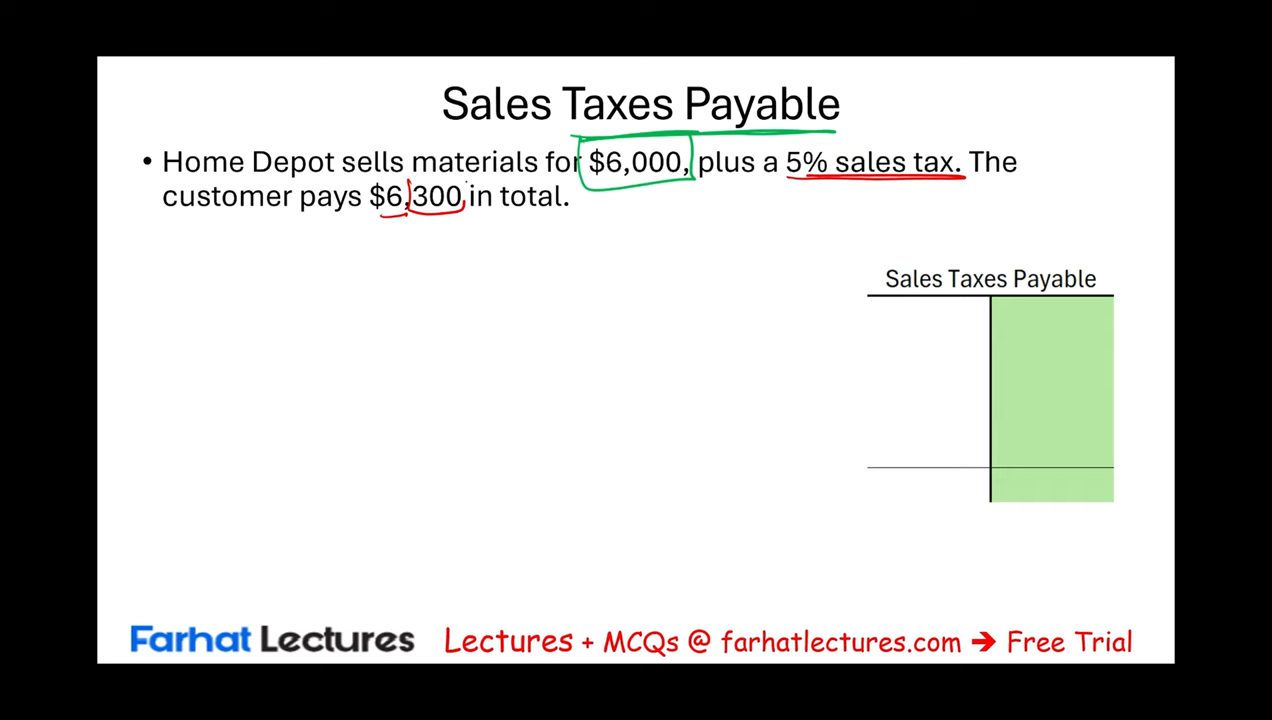 Sales Taxes Payable
• Home Depot sells materials for $6,000, plus a 5% sales tax. The
customer pays $6,300 in total.
Sales Taxes Payable
Farhat Lectures Lectures + MCQs @ farhatlectures.com ➔ Free Trial